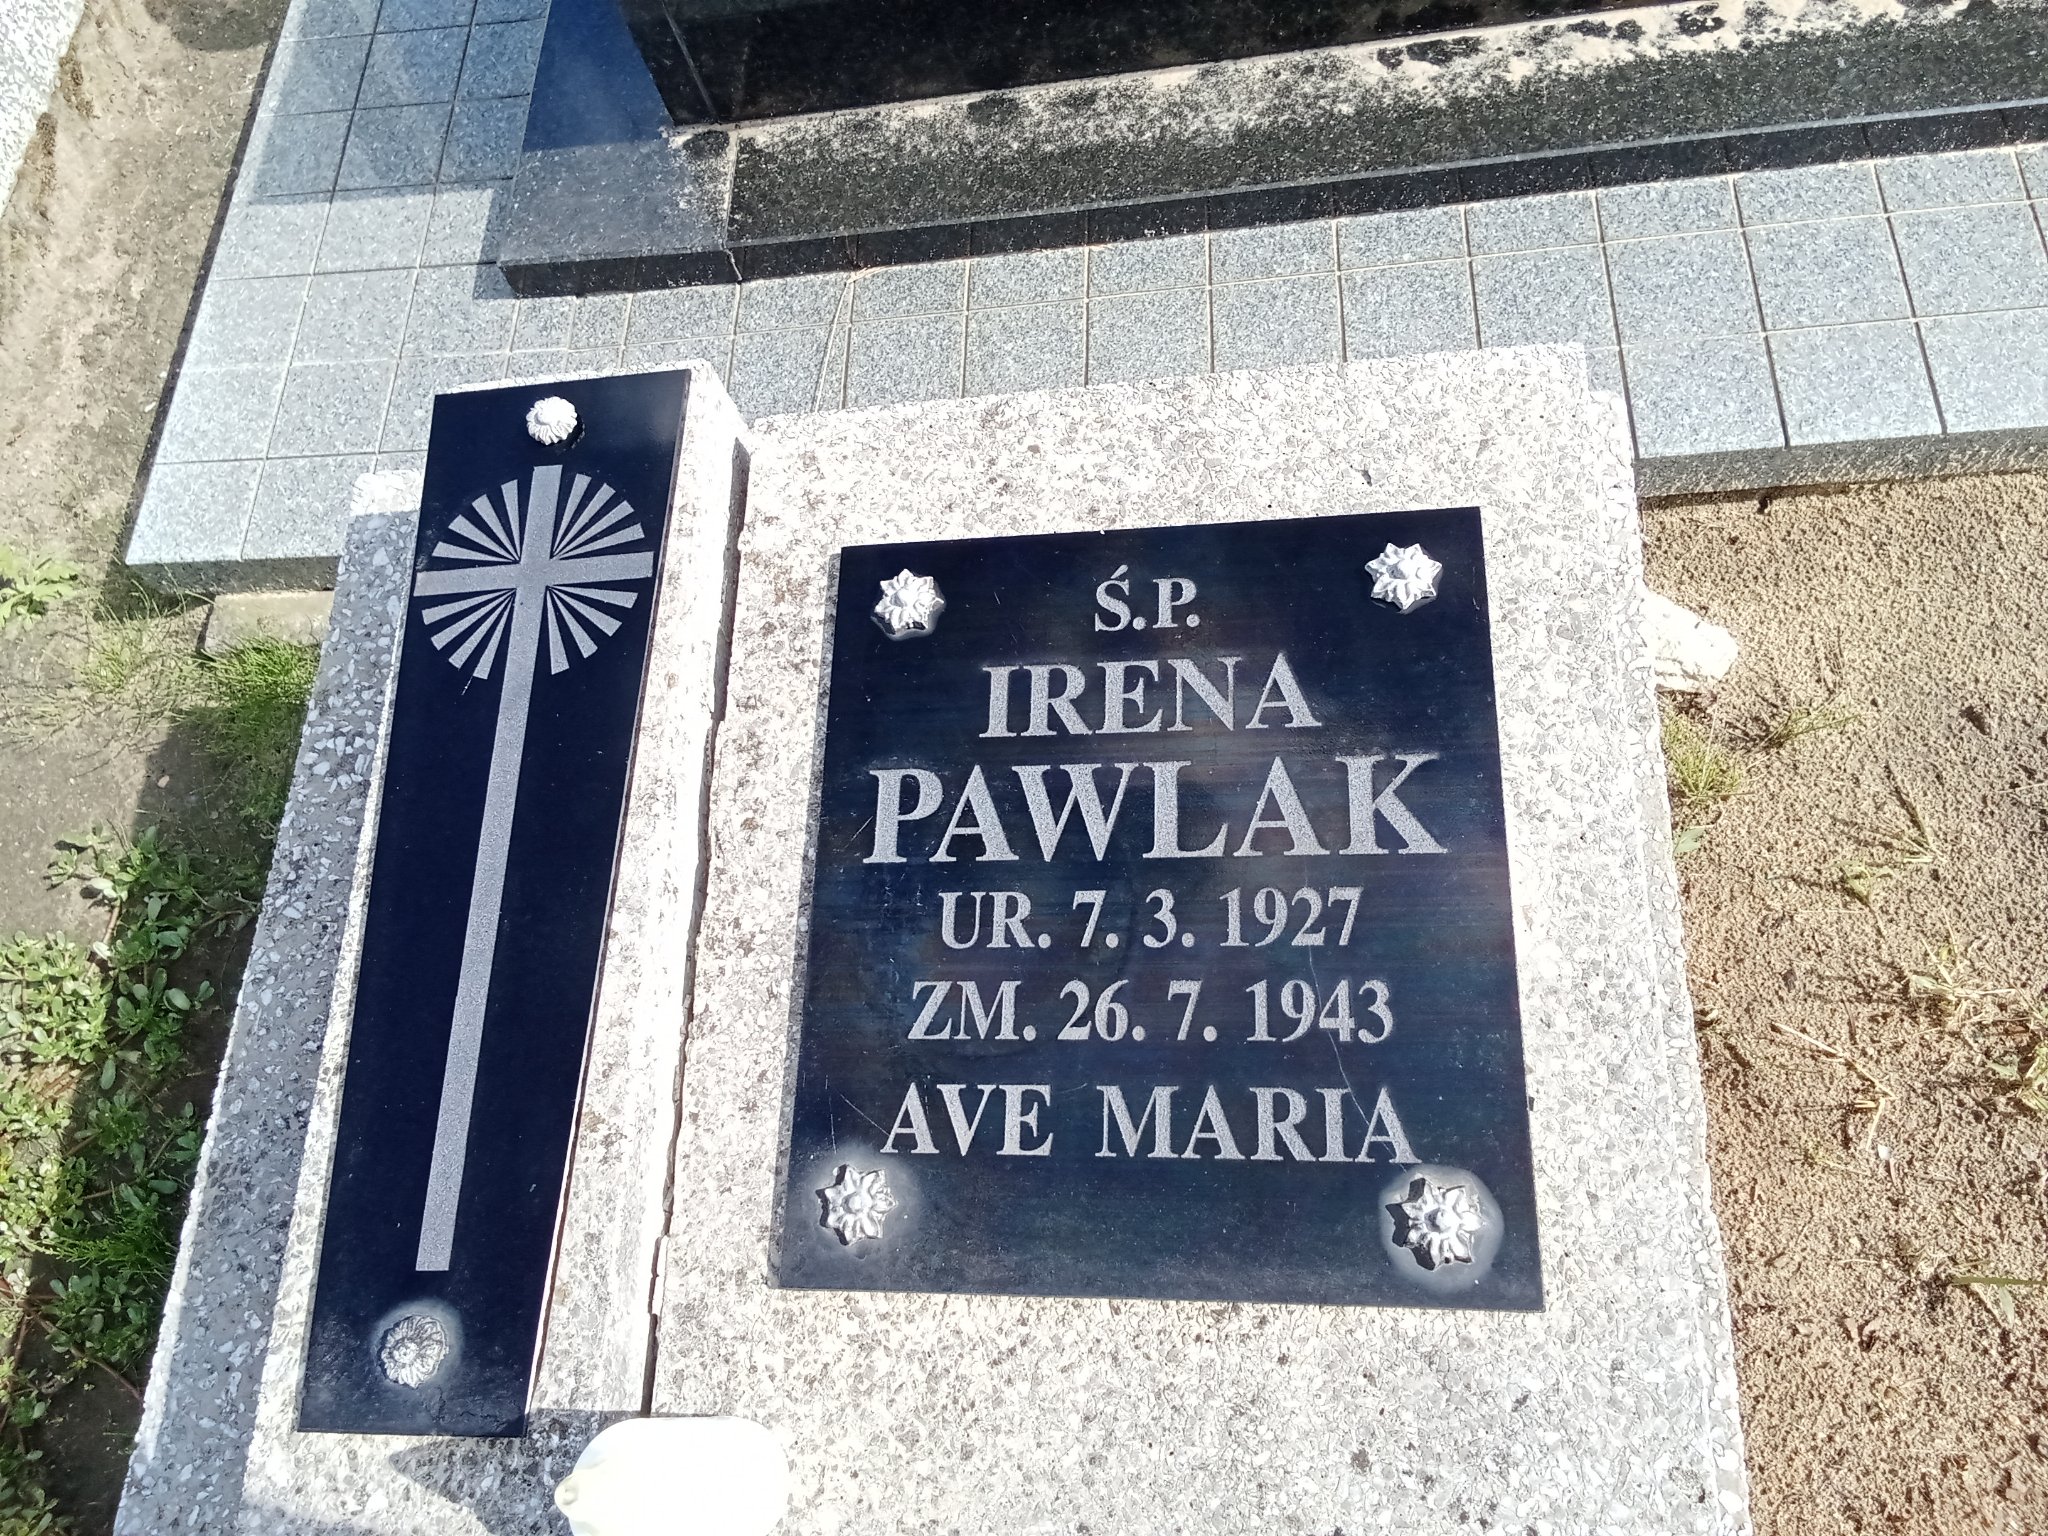 Ś.P.
IRENA
PAWLAK
UR. 7. 3. 1927
ZM. 26. 7. 1943
AVE MARIA